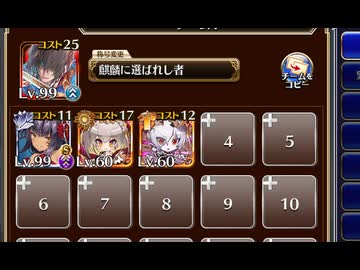 コスト25
Lv.99
称号変更
麒麟に選ばれし者
チームを
コピー
コスト11
Lv.99
S
コスト17
Lv.60
コスト12
Lv.60
4
5
6
7
8
9
10